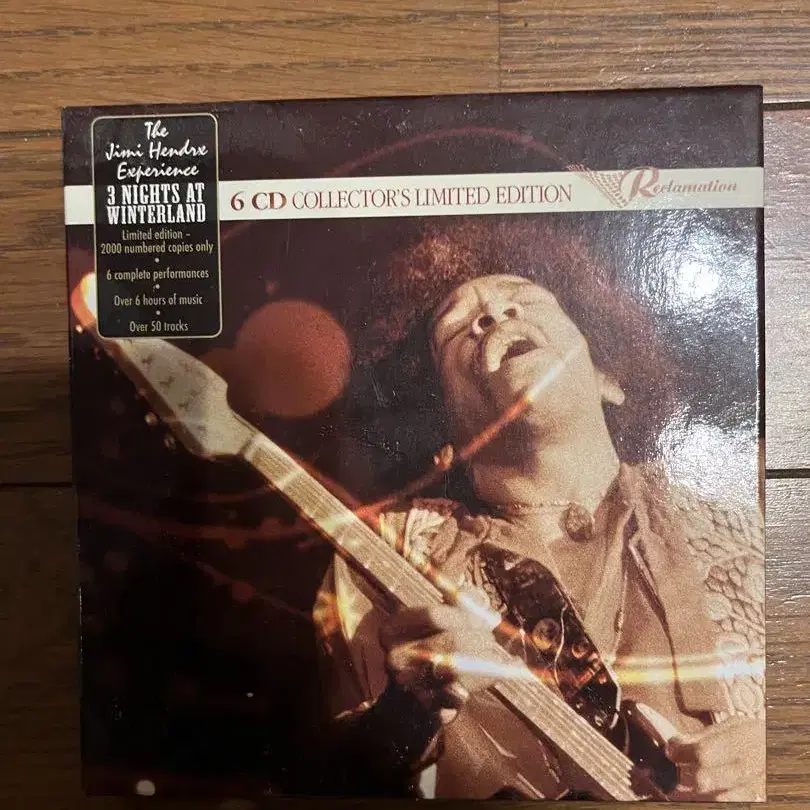 The
Jimi Hendrx
Experience
3 NIGHTS AT
WINTERLAND
Limited edition -
2000 numbered copies only
•
6 complete performances
•
Over 6 hours of music
•
Over 50 tracks
6 CD COLLECTOR'S LIMITED EDITION
Reclamation